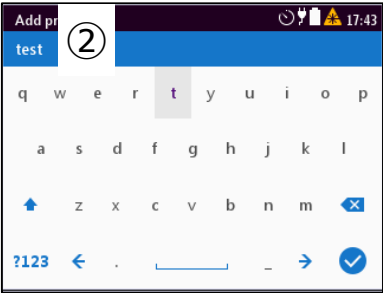 Add pr 17:43
test ②
q w e r t y u i o p
a s d f g h j k l
z x c v b n m
?123 . _